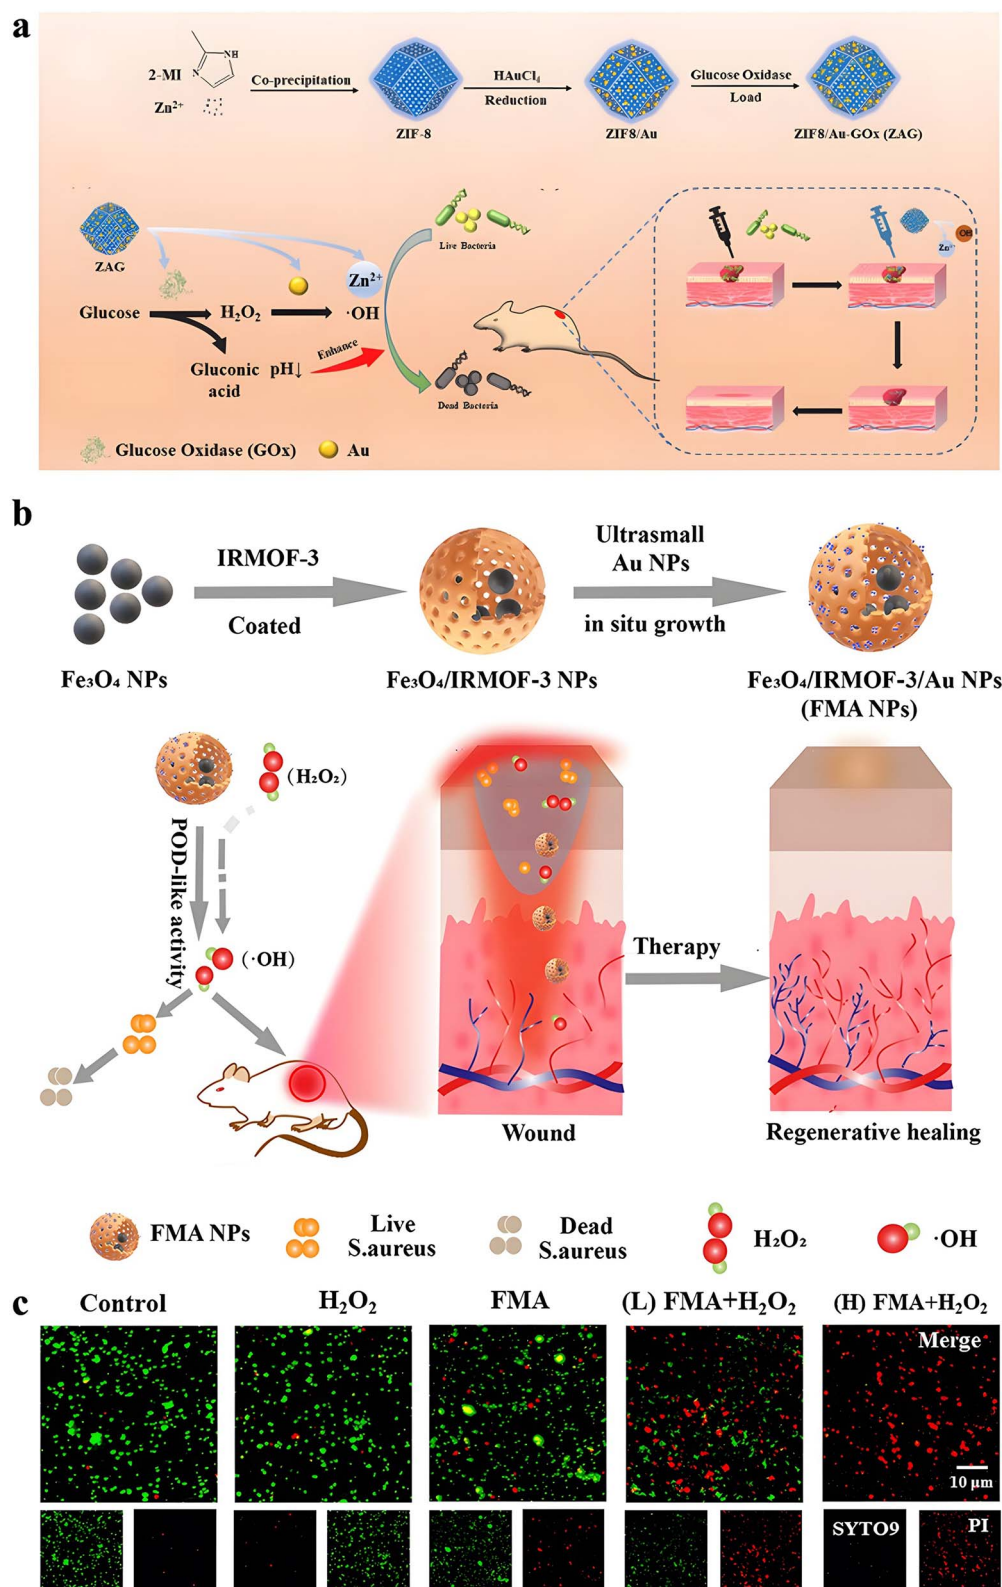 a
NH
N
2-MI
Zn²⁺
Co-precipitation
ZIF-8
HAuCl₄
Reduction
ZIF8/Au
Glucose Oxidase
Load
ZIF8/Au-GOx (ZAG)
ZAG
Live Bacteria
Zn²⁺
Glucose
H₂O₂
·OH
Gluconic
acid
pH↓
Enhance
Dead Bacteria
Zn²⁺
OH
Glucose Oxidase (GOx)
Au
b
IRMOF-3
Coated
Ultrasmall
Au NPs
in situ growth
Fe₃O₄ NPs
Fe₃O₄/IRMOF-3 NPs
Fe₃O₄/IRMOF-3/Au NPs
(FMA NPs)
(H₂O₂)
POD-like activity
(·OH)
Therapy
Wound
Regenerative healing
FMA NPs
Live
S.aureus
Dead
S.aureus
H₂O₂
·OH
c
Control
H₂O₂
FMA
(L) FMA+H₂O₂
(H) FMA+H₂O₂
Merge
10 μm
SYTO9
PI